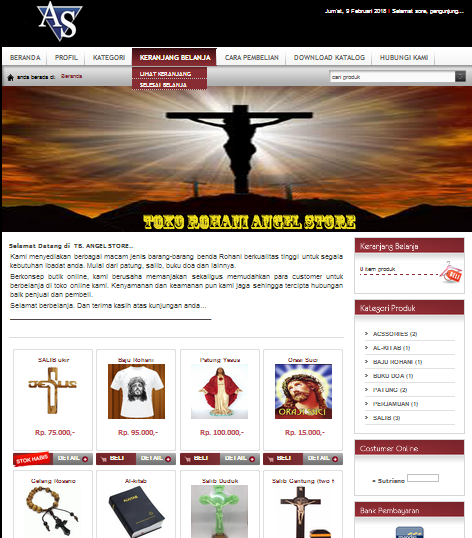 AS
Jum'at, 9 Februari 2018 | Selamat sore, pengunjung...
BERANDA PROFIL KATEGORI KERANJANG BELANJA CARA PEMBELIAN DOWNLOAD KATALOG HUBUNGI KAMI
anda berada di: Beranda
LIHAT KERANJANG
SELESAI BELANJA
cari produk
TOKO ROHANI ANGEL STORE
Selamat Datang di TB. ANGEL STORE..
Kami menyediakan berbagai macam jenis barang-barang benda Rohani berkualitas tinggi untuk segala
kebutuhan ibadat anda. Mulai dari patung, salib, buku doa dan lainnya.
Berkonsep butik online, kami berusaha memanjakan sekaligus memudahkan para customer untuk
berbelanja di toko online kami. Kenyamanan dan keamanan pun kami jaga sehingga tercipta hubungan
baik penjual dan pembeli.
Selamat berbelanja. Dan terima kasih atas kunjungan anda...
SALIB ukir
Rp. 75.000,-
STOK HABIS DETAIL
Baju Rohani
Rp. 95.000,-
BELI DETAIL
Patung Yesus
Rp. 100.000,-
BELI DETAIL
Orasi Suci
ORASI SUCI
Rp. 15.000,-
BELI DETAIL
Gelang Rosario
Al-kitab
Salib Duduk
Salib Gantung (two t
Keranjang Belanja
0 item produk
BELI
Kategori Produk
> ACSSORIES (2)
> AL-KITAB (1)
> BAJU ROHANI (1)
> BUKU DOA (1)
> PATUNG (2)
> PERJAMUAN (1)
> SALIB (3)
Costumer Online
Sutrisno
Bank Pembayaran